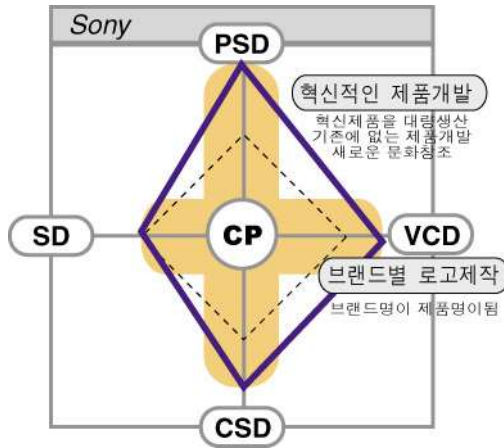 Sony
PSD
혁신적인 제품개발
혁신제품을 대량생산
기존에 없는 제품개발
새로운 문화창조
SD
CP
VCD
브랜드별 로고제작
브랜드명이 제품명이됨
CSD